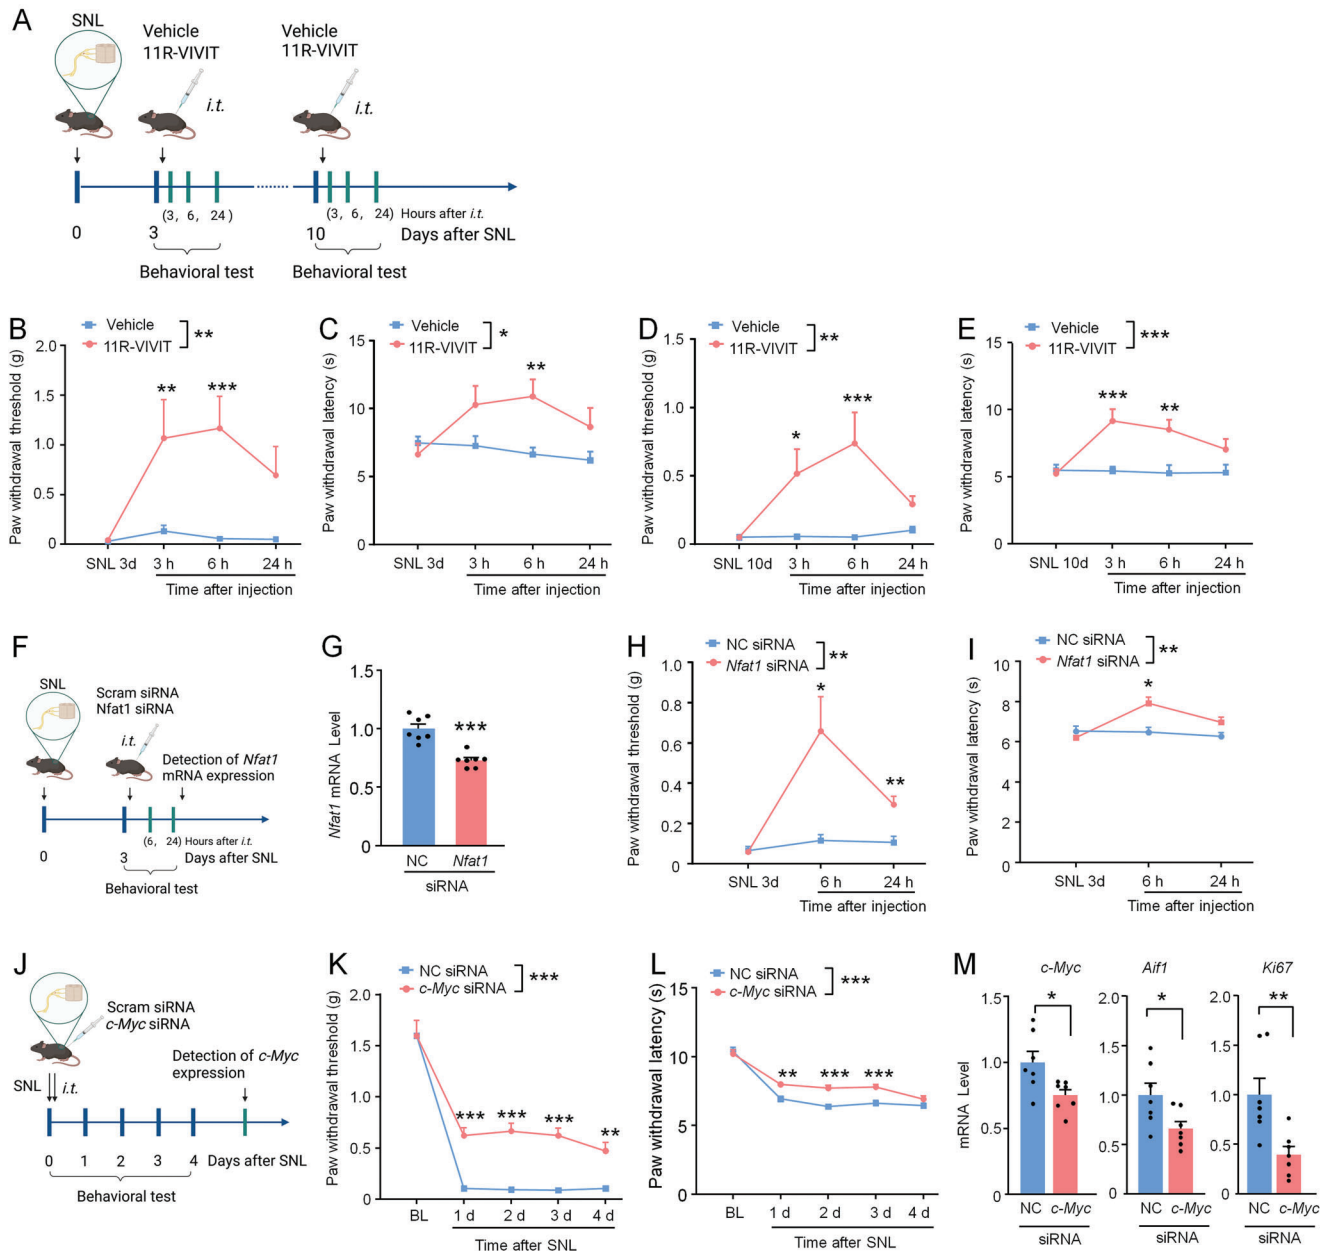 A
SNL
Vehicle
11R-VIVIT
i.t.
Vehicle
11R-VIVIT
i.t.
(3, 6, 24)
(3, 6, 24)
Hours after i.t.
0
3
10
Days after SNL
Behavioral test
Behavioral test
B
Vehicle
11R-VIVIT
**
Paw withdrawal threshold (g)
2.0
1.5
1.0
0.5
0
**
***
SNL 3d
3 h
6 h
24 h
Time after injection
C
Vehicle
11R-VIVIT
*
Paw withdrawal latency (s)
15
10
5
0
**
SNL 3d
3 h
6 h
24 h
Time after injection
D
Vehicle
11R-VIVIT
**
Paw withdrawal threshold (g)
1.5
1.0
0.5
0
*
***
SNL 10d
3 h
6 h
24 h
Time after injection
E
Vehicle
11R-VIVIT
***
Paw withdrawal latency (s)
15
10
5
0
***
**
SNL 10d
3 h
6 h
24 h
Time after injection
F
SNL
Scram siRNA
Nfat1 siRNA
i.t.
Detection of Nfat1
mRNA expression
(6, 24)
Hours after i.t.
0
3
Days after SNL
Behavioral test
G
Nfat1 mRNA Level
1.5
1.0
0.5
0
***
NC
Nfat1
siRNA
H
NC siRNA
Nfat1 siRNA
**
Paw withdrawal threshold (g)
1.0
0.8
0.6
0.4
0.2
0
*
**
SNL 3d
6 h
24 h
Time after injection
I
NC siRNA
Nfat1 siRNA
**
Paw withdrawal latency (s)
10
8
6
4
2
0
*
SNL 3d
6 h
24 h
Time after injection
J
Scram siRNA
c-Myc siRNA
Detection of c-Myc
expression
SNL
i.t.
0
1
2
3
4
Days after SNL
Behavioral test
K
NC siRNA
c-Myc siRNA
***
Paw withdrawal threshold (g)
2.0
1.5
1.0
0.5
0
***
***
***
**
BL
1 d
2 d
3 d
4 d
Time after SNL
L
NC siRNA
c-Myc siRNA
***
Paw withdrawal latency (s)
15
10
5
0
**
***
***
BL
1 d
2 d
3 d
4 d
Time after SNL
M
c-Myc
mRNA Level
1.5
1.0
0.5
0
*
NC
c-Myc
siRNA
Aif1
2.0
1.5
1.0
0.5
0
*
NC
c-Myc
siRNA
Ki67
2.0
1.5
1.0
0.5
0
**
NC
c-Myc
siRNA